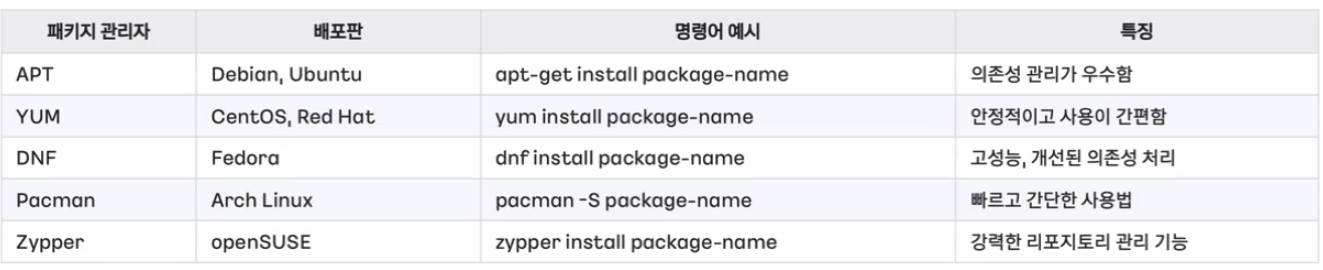 패키지 관리자 배포판 명령어 예시 특징
APT Debian, Ubuntu apt-get install package-name 의존성 관리가 우수함
YUM CentOS, Red Hat yum install package-name 안정적이고 사용이 간편함
DNF Fedora dnf install package-name 고성능, 개선된 의존성 처리
Pacman Arch Linux pacman -S package-name 빠르고 간단한 사용법
Zypper openSUSE zypper install package-name 강력한 리포지토리 관리 기능